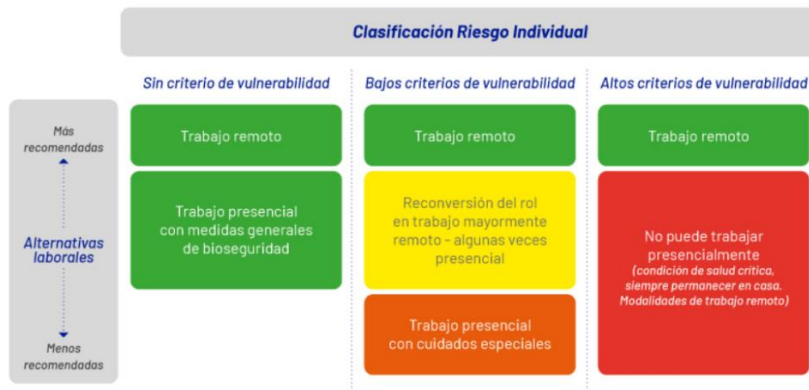 Clasificación Riesgo Individual
Sin criterio de vulnerabilidad
Bajos criterios de vulnerabilidad
Altos criterios de vulnerabilidad
Más
recomendadas
Alternativas
laborales
Menos
recomendadas
Trabajo remoto
Trabajo presencial
con medidas generales
de bioseguridad
Trabajo remoto
Reconversión del rol
en trabajo mayormente
remoto - algunas veces
presencial
Trabajo presencial
con cuidados especiales
Trabajo remoto
No puede trabajar
presencialmente
(condición de salud crítica,
siempre permanecer en casa.
Modalidades de trabajo remoto)